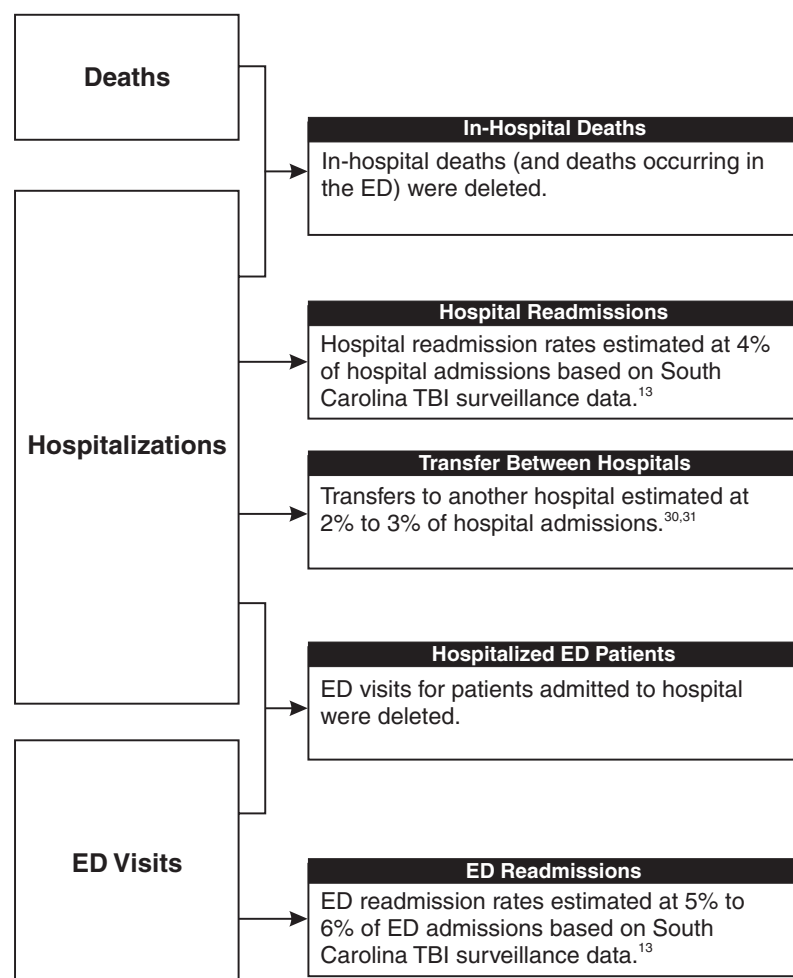 Deaths
In-Hospital Deaths
In-hospital deaths (and deaths occurring in
the ED) were deleted.
Hospitalizations
Hospital Readmissions
Hospital readmission rates estimated at 4%
of hospital admissions based on South
Carolina TBI surveillance data.13
Transfer Between Hospitals
Transfers to another hospital estimated at
2% to 3% of hospital admissions.30,31
Hospitalized ED Patients
ED visits for patients admitted to hospital
were deleted.
ED Visits
ED Readmissions
ED readmission rates estimated at 5% to
6% of ED admissions based on South
Carolina TBI surveillance data.13